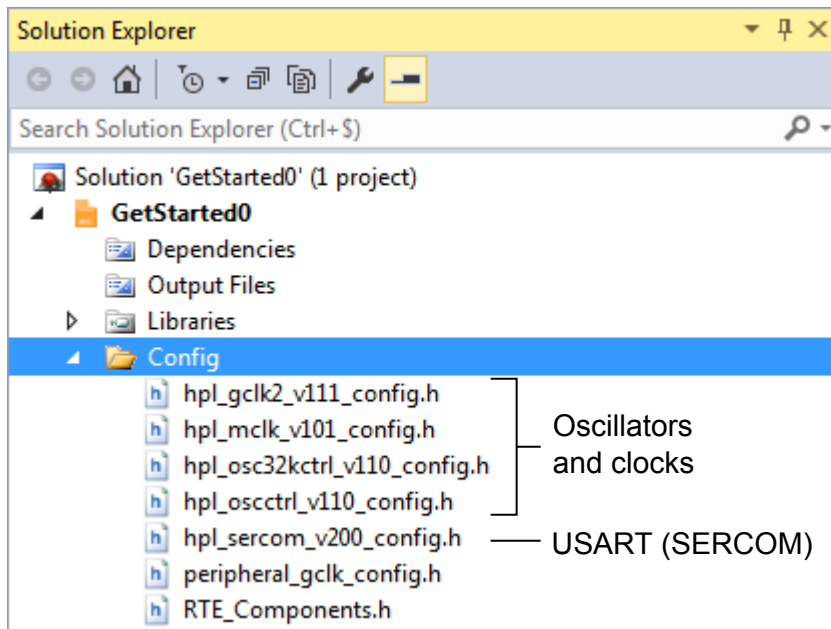 Solution Explorer
Search Solution Explorer (Ctrl+$)
Solution 'GetStarted0' (1 project)
GetStarted0
Dependencies
Output Files
Libraries
Config
hpl_gclk2_v111_config.h
hpl_mclk_v101_config.h
hpl_osc32kctrl_v110_config.h
hpl_oscctrl_v110_config.h
Oscillators
and clocks
hpl_sercom_v200_config.h
USART (SERCOM)
peripheral_gclk_config.h
RTE_Components.h